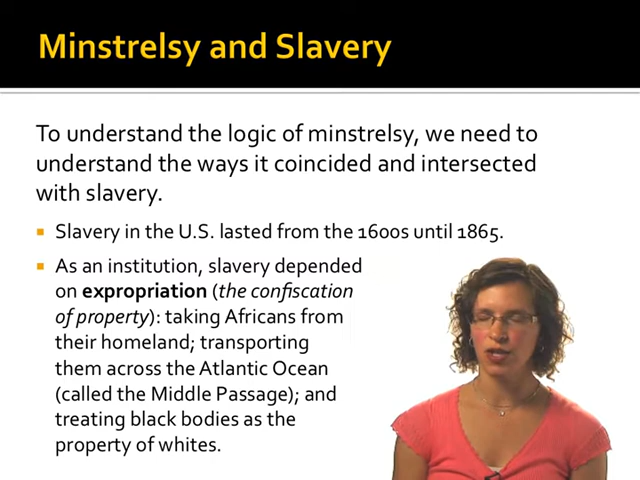 Minstrelsy and Slavery
To understand the logic of minstrelsy, we need to
understand the ways it coincided and intersected
with slavery.
Slavery in the U.S. lasted from the 1600s until 1865.
As an institution, slavery depended
on expropriation (the confiscation
of property): taking Africans from
their homeland; transporting
them across the Atlantic Ocean
(called the Middle Passage); and
treating black bodies as the
property of whites.